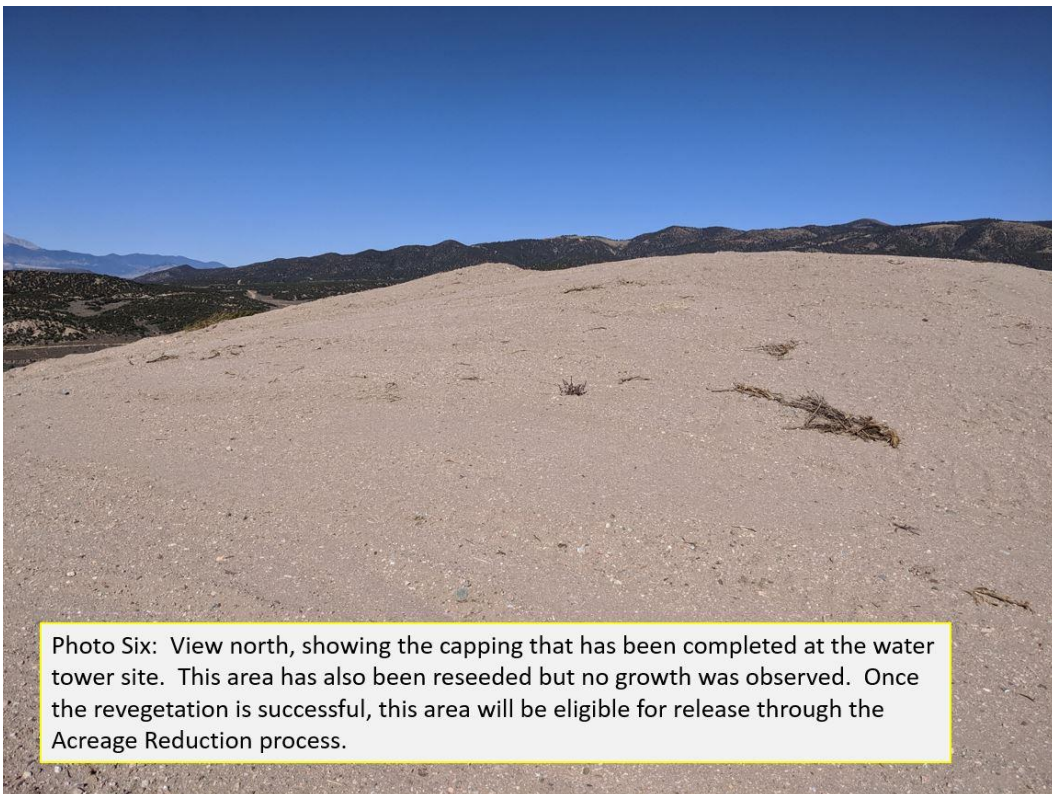 Photo Six:  View north, showing the capping that has been completed at the water
tower site.  This area has also been reseeded but no growth was observed.  Once
the revegetation is successful, this area will be eligible for release through the
Acreage Reduction process.